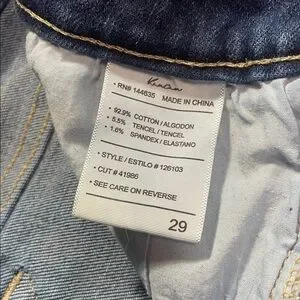 KanCan
• RN# 144635 MADE IN CHINA
• 92.9% COTTON / ALGODON
• 5.5% TENCEL / TENCEL
• 1.6% SPANDEX / ELASTANO
• STYLE / ESTILO # 126103
• CUT # 41986
• SEE CARE ON REVERSE
29